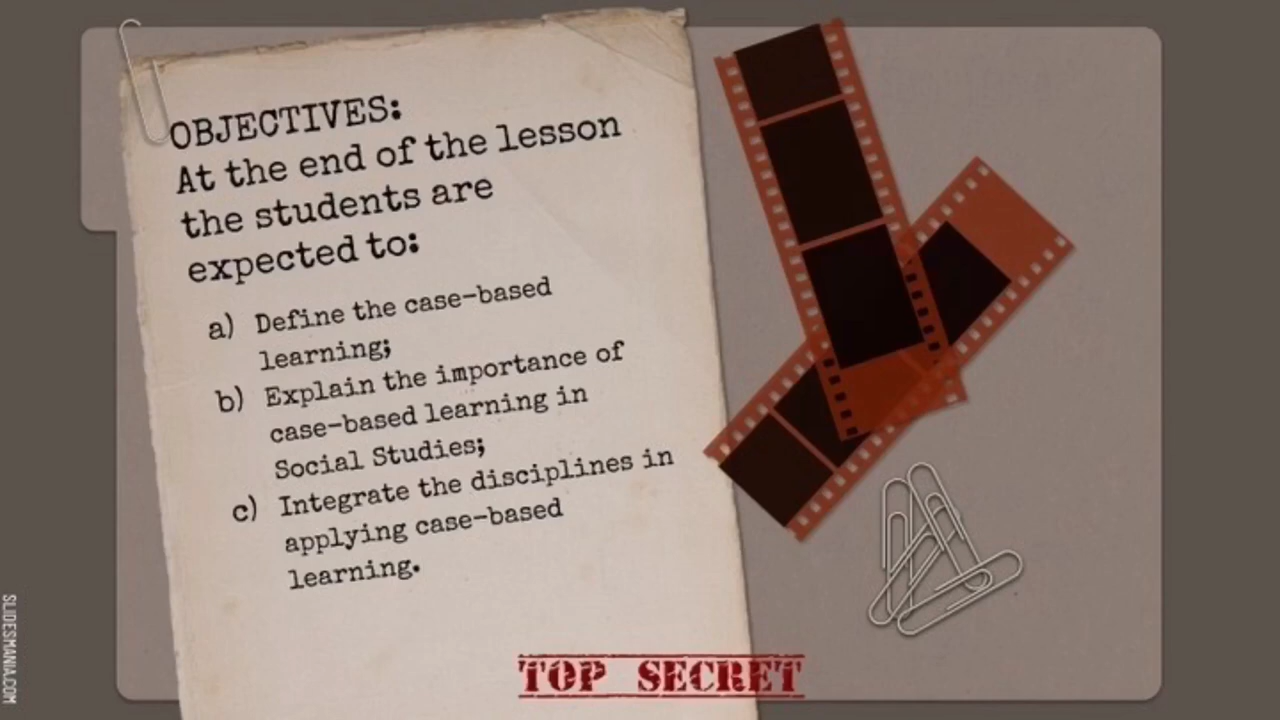 OBJECTIVES:
At the end of the lesson
the students are
expected to:
a) Define the case-based
learning;
b) Explain the importance of
case-based learning in
Social Studies;
c) Integrate the disciplines in
applying case-based
learning.
TOP SECRET
SLIDESMANIA.COM